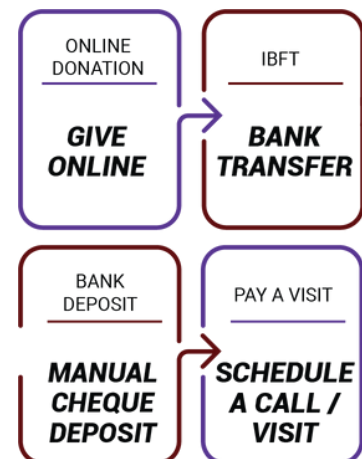 ONLINE
DONATION
GIVE
ONLINE
IBFT
BANK
TRANSFER
BANK
DEPOSIT
MANUAL
CHEQUE
DEPOSIT
PAY A VISIT
SCHEDULE
A CALL /
VISIT